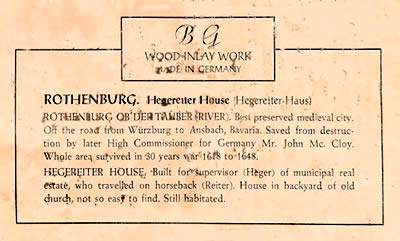 B G
WOOD-INLAY WORK
MADE IN GERMANY
ROTHENBURG. Hegereiter House (Hegereiter-Haus)
ROTHENBURG OB DER TAUBER (RIVER). Best preserved medieval city.
Off the road from Würzburg to Ansbach, Bavaria. Saved from destruc-
tion by later High Commissioner for Germany Mr. John Mc. Cloy.
Whole area survived in 30 years war 1618 to 1648.
HEGEREITER HOUSE. Built for supervisor (Heger) of municipal real
estate, who travelled on horseback (Reiter). House in backyard of old
church, not so easy to find. Still habitated.